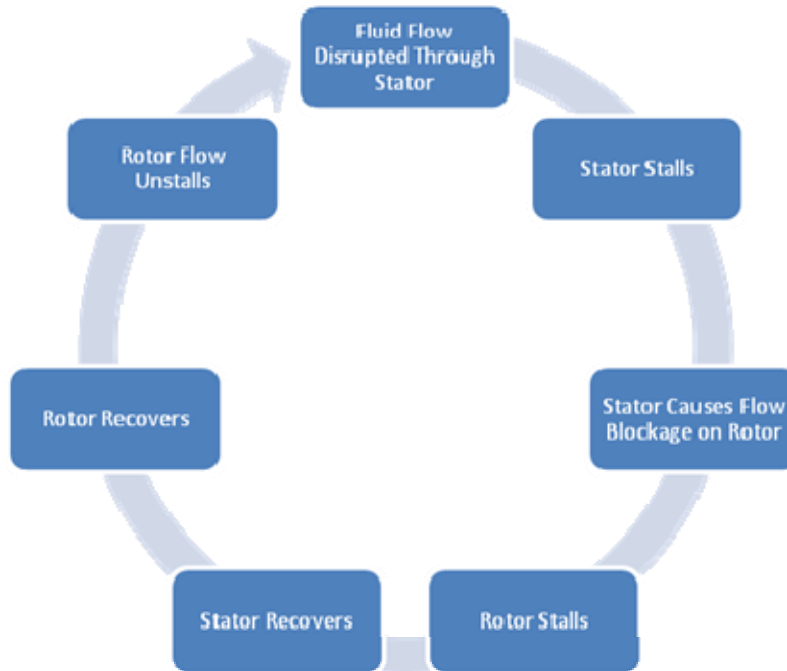 Fluid Flow
Disrupted Through
Stator
Stator Stalls
Stator Causes Flow
Blockage on Rotor
Rotor Stalls
Stator Recovers
Rotor Recovers
Rotor Flow
Unstalls